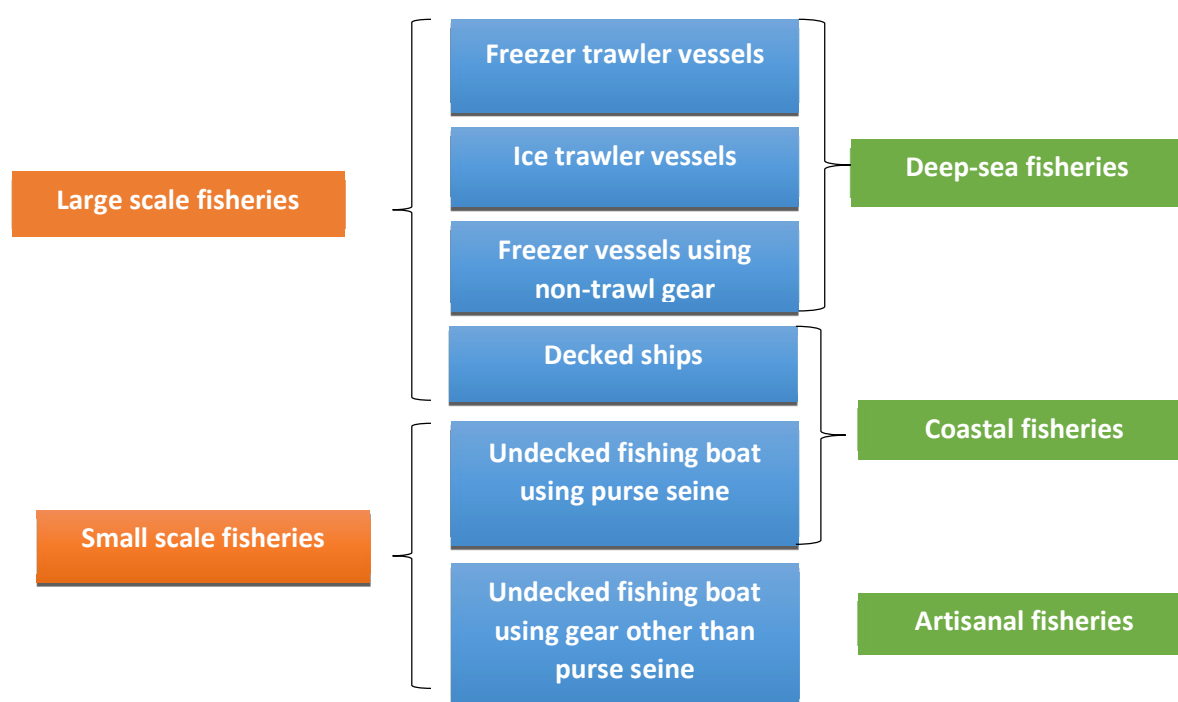 Freezer trawler vessels
Ice trawler vessels
Deep-sea fisheries
Large scale fisheries
Freezer vessels using
non-trawl gear
Decked ships
Coastal fisheries
Undecked fishing boat
using purse seine
Small scale fisheries
Undecked fishing boat
using gear other than
purse seine
Artisanal fisheries